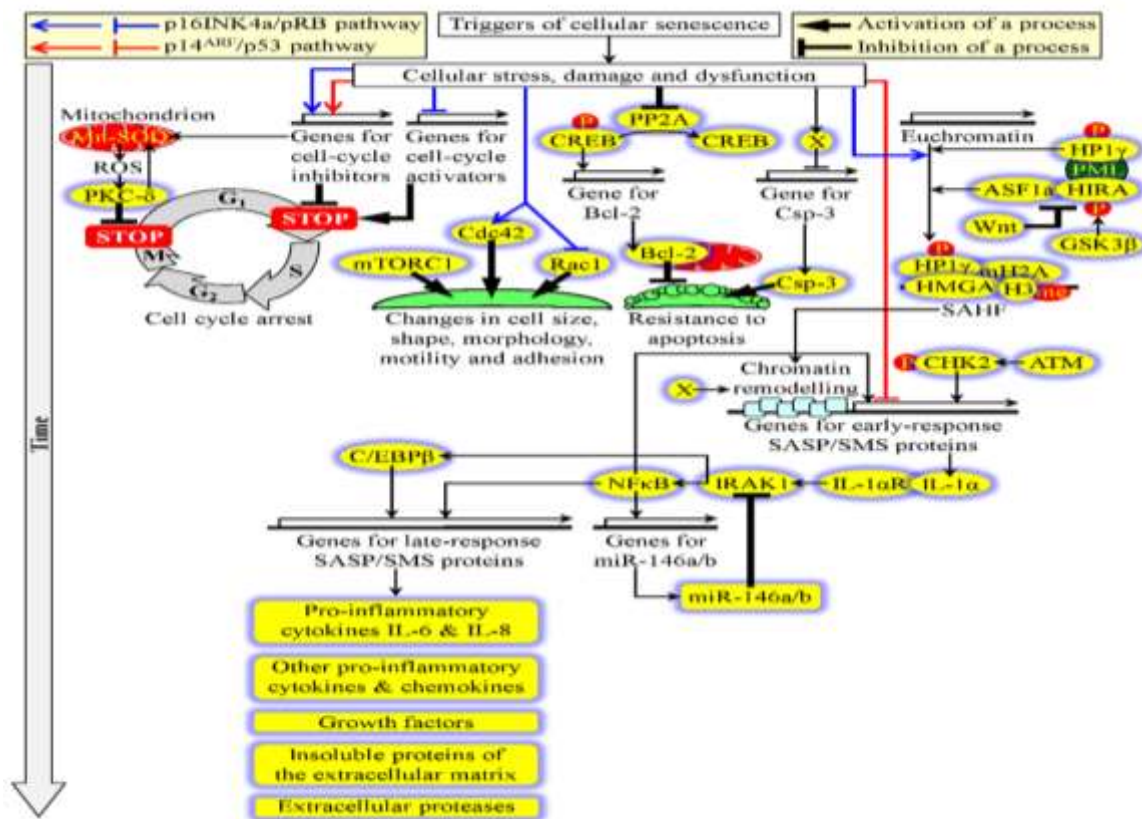 p16INK4a/pRB pathway
p14ARF/p53 pathway
Triggers of cellular senescence
Activation of a process
Inhibition of a process
Cellular stress, damage and dysfunction
Mitochondrion
ROS
PKC-δ
Genes for
cell-cycle
inhibitors
Genes for
cell-cycle
activators
STOP
STOP
G1
S
G2
M
Cell cycle arrest
PP2A
P
CREB
CREB
Gene for
Bcl-2
Bcl-2
X
Gene for
Csp-3
Csp-3
Cdc42
mTORC1
Rac1
Changes in cell size,
shape, morphology,
motility and adhesion
Resistance to
apoptosis
Euchromatin
P
HP1γ
PML
ASF1a
HIRA
Wnt
P
GSK3β
P
HP1γ
mH2A
HMGA
H3
me
SAHF
P
CHK2
ATM
X
Chromatin
remodelling
Genes for early-response
SASP/SMS proteins
C/EBPβ
NFκB
IRAK1
IL-1αR
IL-1α
Genes for late-response
SASP/SMS proteins
Genes for
miR-146a/b
miR-146a/b
Pro-inflammatory
cytokines IL-6 & IL-8
Other pro-inflammatory
cytokines & chemokines
Growth factors
Insoluble proteins of
the extracellular matrix
Extracellular proteases
Time